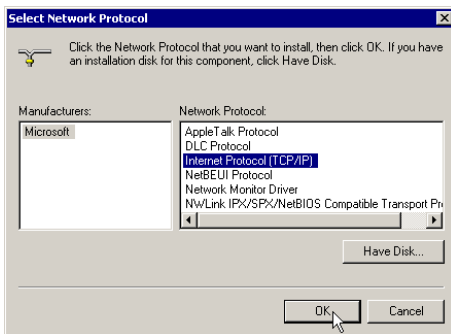 Select Network Protocol
Click the Network Protocol that you want to install, then click OK. If you have
an installation disk for this component, click Have Disk.
Manufacturers:
Microsoft
Network Protocol:
AppleTalk Protocol
DLC Protocol
Internet Protocol (TCP/IP)
NetBEUI Protocol
Network Monitor Driver
NWLink IPX/SPX/NetBIOS Compatible Transport Pr
Have Disk...
OK
Cancel